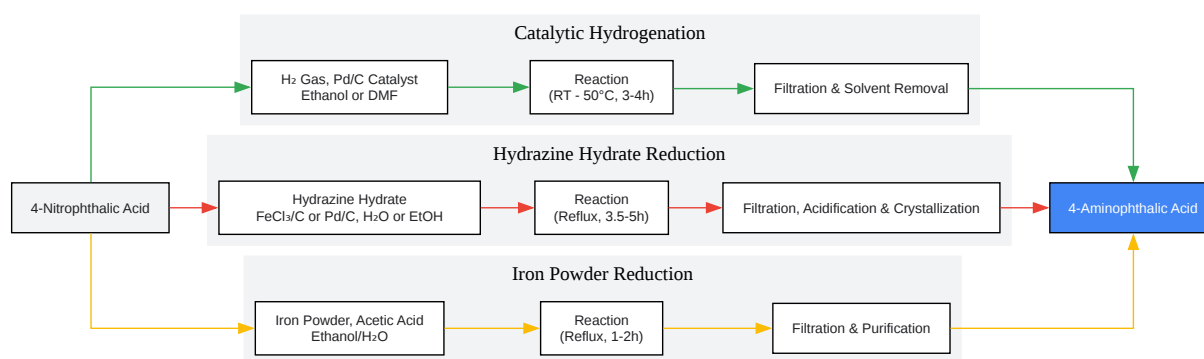 Catalytic Hydrogenation
H₂ Gas, Pd/C Catalyst
Ethanol or DMF
Reaction
(RT - 50°C, 3-4h)
Filtration & Solvent Removal
Hydrazine Hydrate Reduction
4-Nitrophthalic Acid
Hydrazine Hydrate
FeCl₃/C or Pd/C, H₂O or EtOH
Reaction
(Reflux, 3.5-5h)
Filtration, Acidification & Crystallization
4-Aminophthalic Acid
Iron Powder Reduction
Iron Powder, Acetic Acid
Ethanol/H₂O
Reaction
(Reflux, 1-2h)
Filtration & Purification